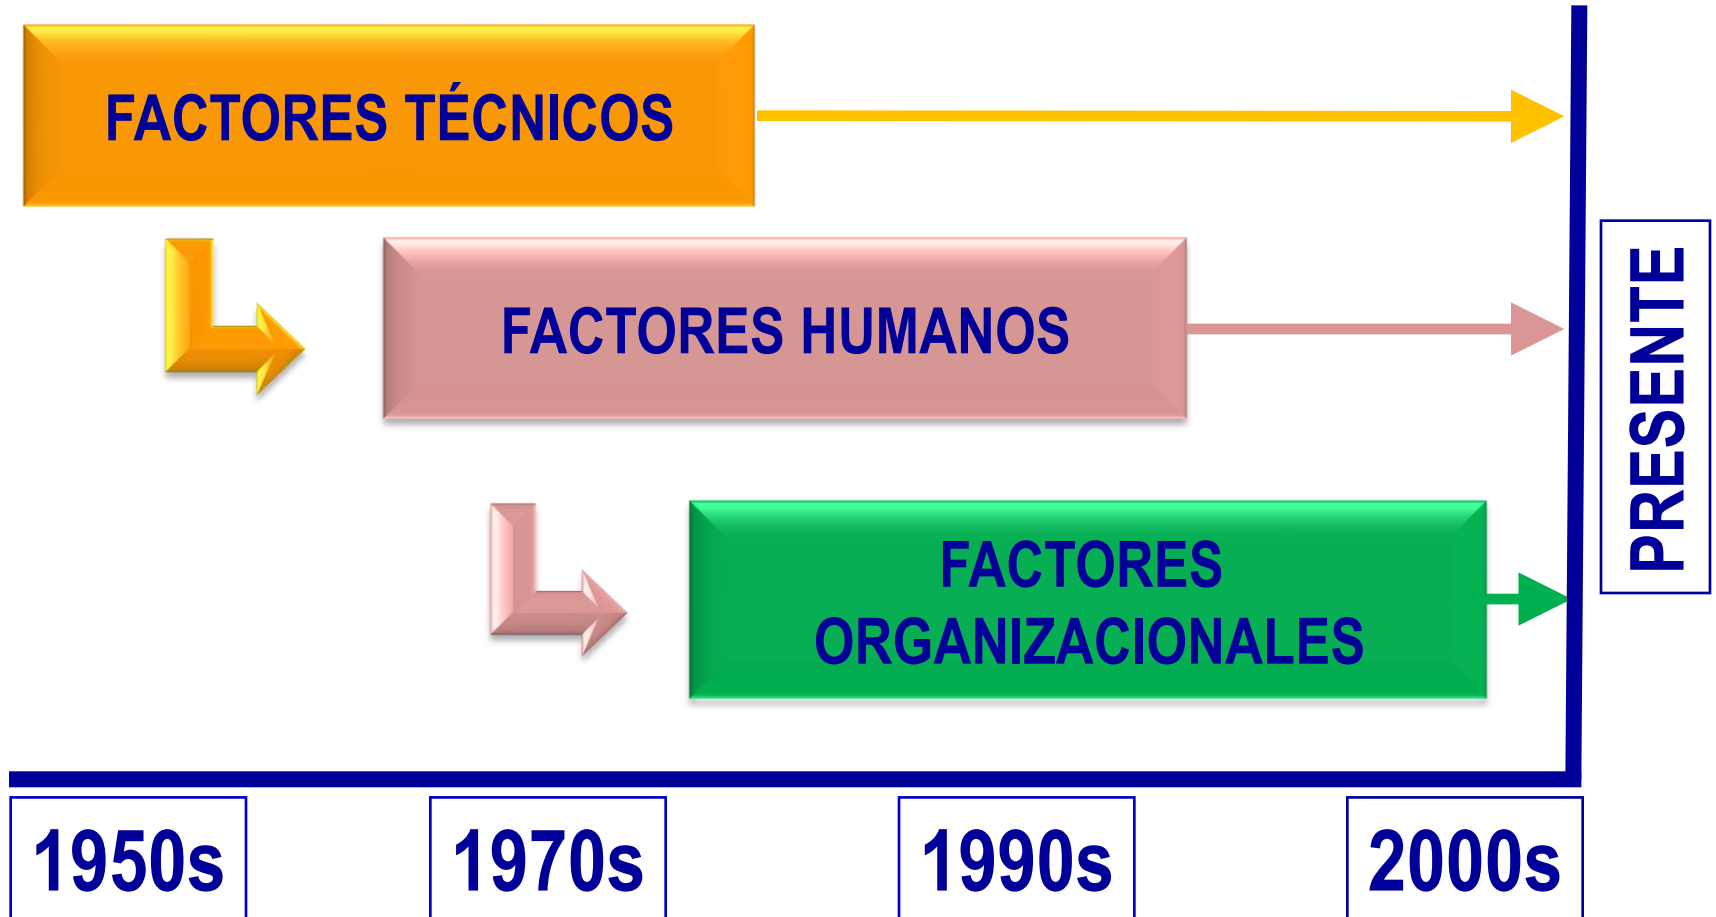 FACTORES TÉCNICOS
FACTORES HUMANOS
FACTORES
ORGANIZACIONALES
PRESENTE
1950s
1970s
1990s
2000s